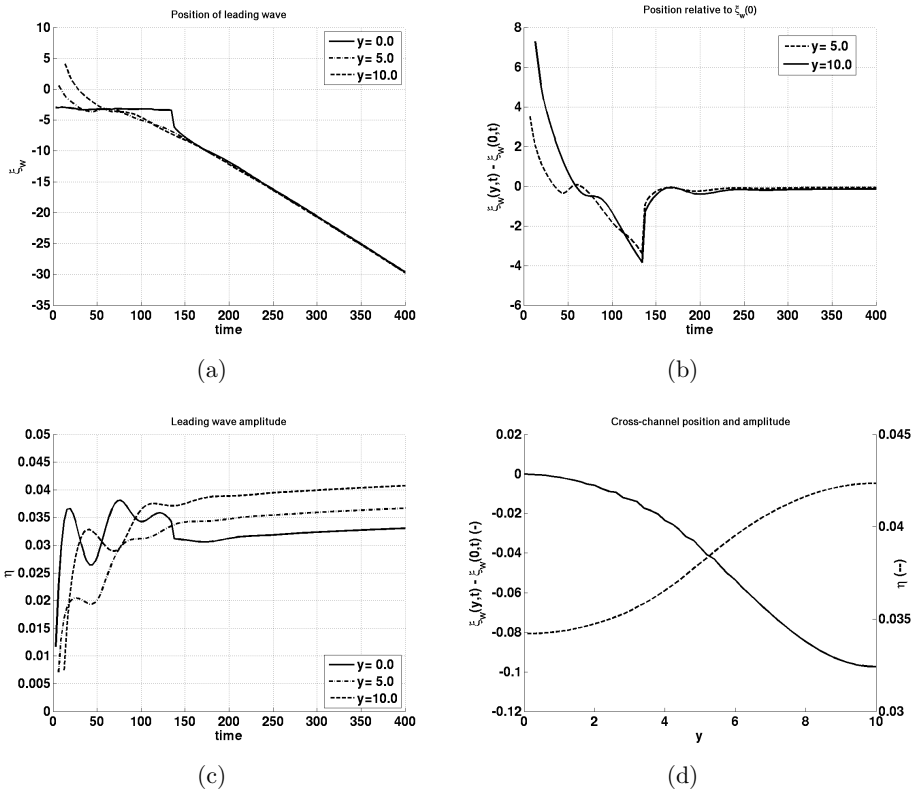 Position of leading wave
10
5
0
-5
-10
-15
-20
-25
-30
-35
ξw
y= 0.0
y= 5.0
y=10.0
0 50 100 150 200 250 300 350 400
time
(a)
Position relative to ξw(0)
8
6
4
2
0
-2
-4
-6
ξw(y,t) - ξw(0,t)
y= 5.0
y=10.0
0 50 100 150 200 250 300 350 400
time
(b)
Leading wave amplitude
0.05
0.045
0.04
0.035
0.03
0.025
0.02
0.015
0.01
0.005
0
η
y= 0.0
y= 5.0
y=10.0
0 50 100 150 200 250 300 350 400
time
(c)
Cross-channel position and amplitude
0.02
0
-0.02
-0.04
-0.06
-0.08
-0.1
-0.12
ξw(y,t) - ξw(0,t) (-)
0.045
0.04
0.035
0.03
η (--)
0 2 4 6 8 10
y
(d)